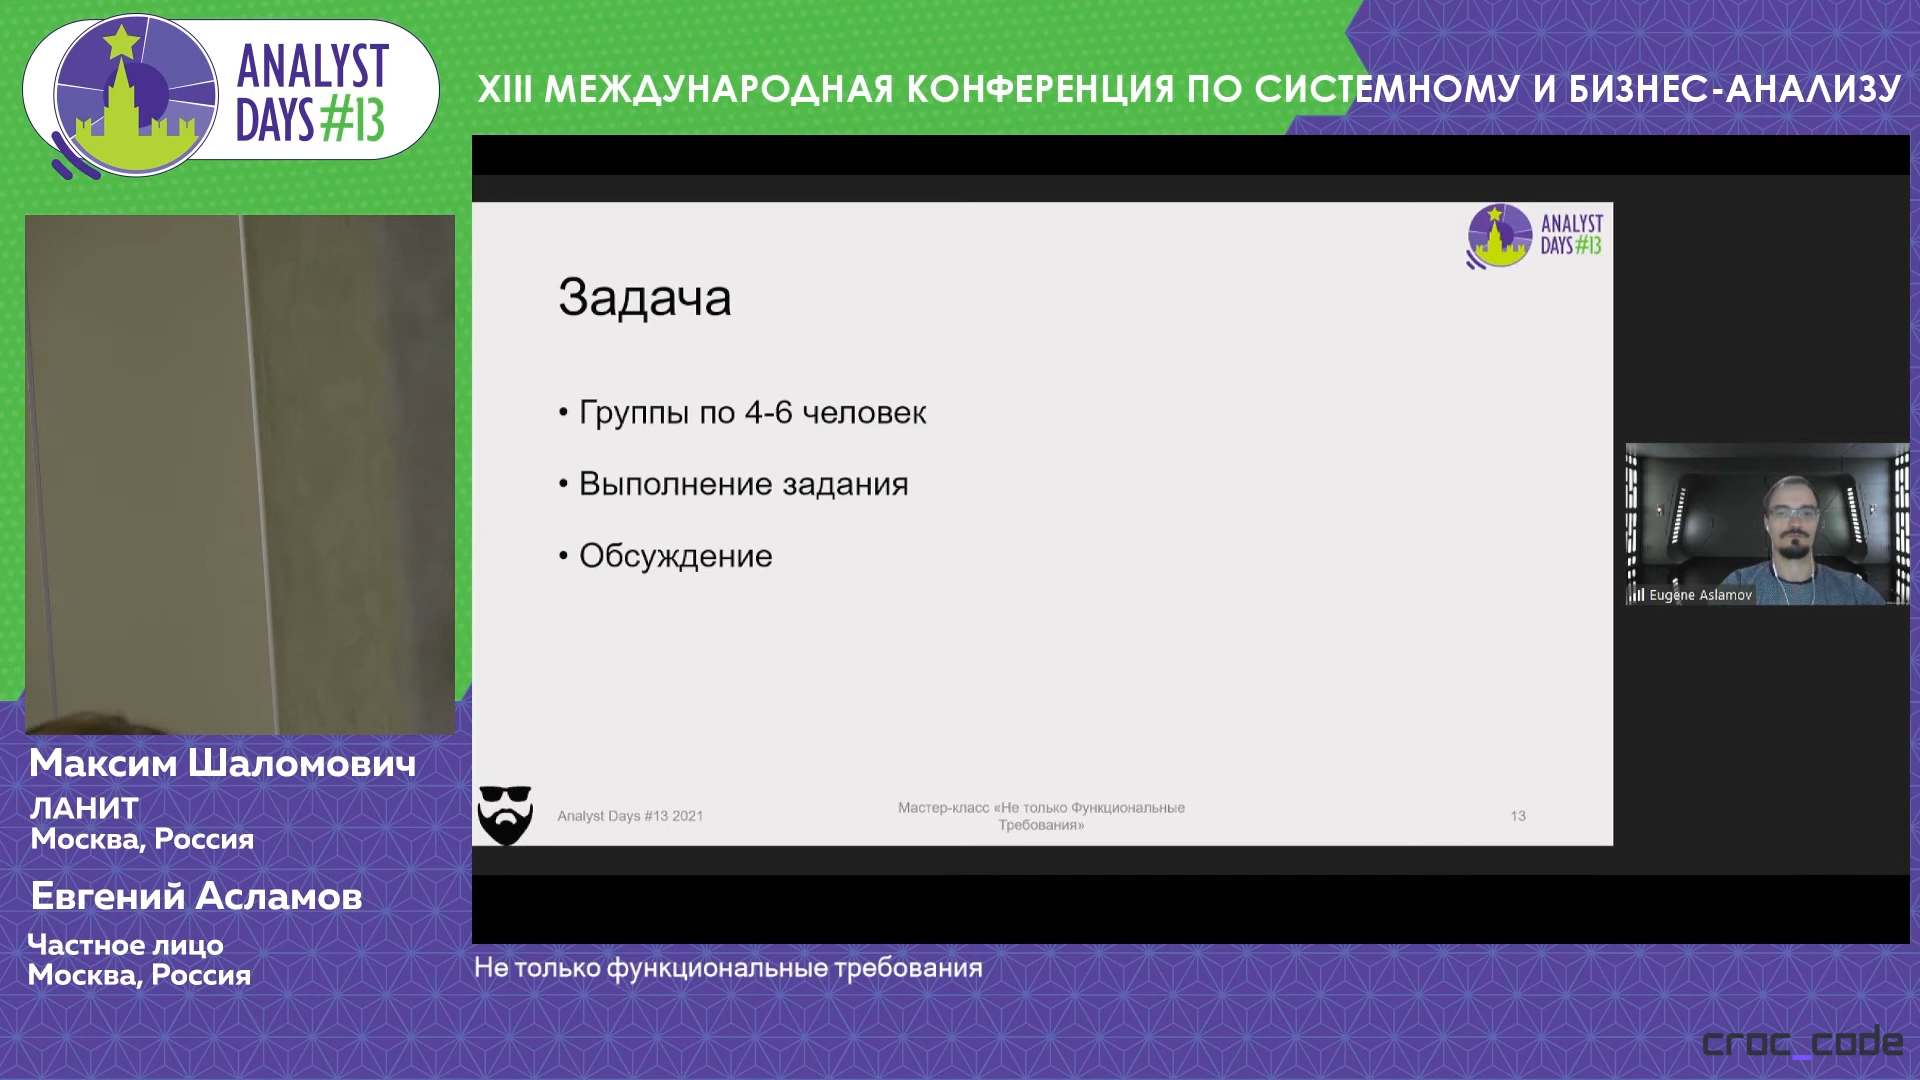 ANALYST
DAYS #13
XIII МЕЖДУНАРОДНАЯ КОНФЕРЕНЦИЯ ПО СИСТЕМНОМУ И БИЗНЕС-АНАЛИЗУ
ANALYST
DAYS #13
Задача
• Группы по 4-6 человек
• Выполнение задания
• Обсуждение
Analyst Days #13 2021
Мастер-класс «Не только Функциональные
Требования»
13
Eugene Aslamov
Максим Шаломович
ЛАНИТ
Москва, Россия
Евгений Асламов
Частное лицо
Москва, Россия
Не только функциональные требования
croc_code